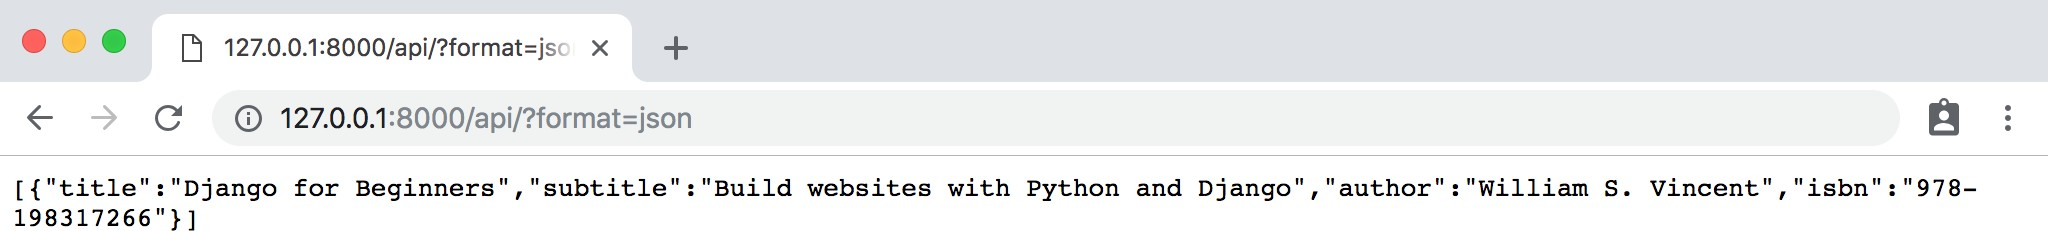 127.0.0.1:8000/api/?format=jso
127.0.0.1:8000/api/?format=json
[{"title":"Django for Beginners","subtitle":"Build websites with Python and Django","author":"William S. Vincent","isbn":"978-
198317266"}]